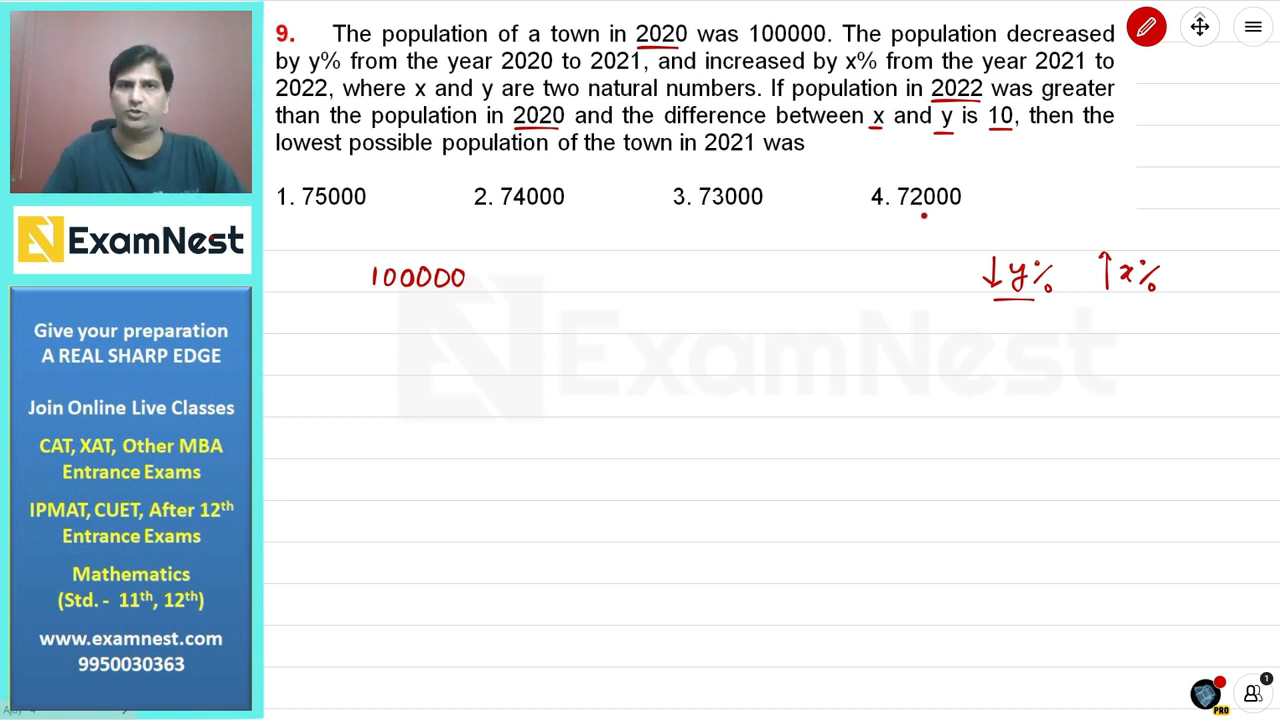 9. The population of a town in 2020 was 100000. The population decreased
by y% from the year 2020 to 2021, and increased by x% from the year 2021 to
2022, where x and y are two natural numbers. If population in 2022 was greater
than the population in 2020 and the difference between x and y is 10, then the
lowest possible population of the town in 2021 was
1. 75000 2. 74000 3. 73000 4. 72000
100000 ↓y% ↑x%
ExamNest
ExamNest
Give your preparation
A REAL SHARP EDGE
Join Online Live Classes
CAT, XAT, Other MBA
Entrance Exams
IPMAT, CUET, After 12th
Entrance Exams
Mathematics
(Std. - 11th, 12th)
www.examnest.com
9950030363
PRO
1